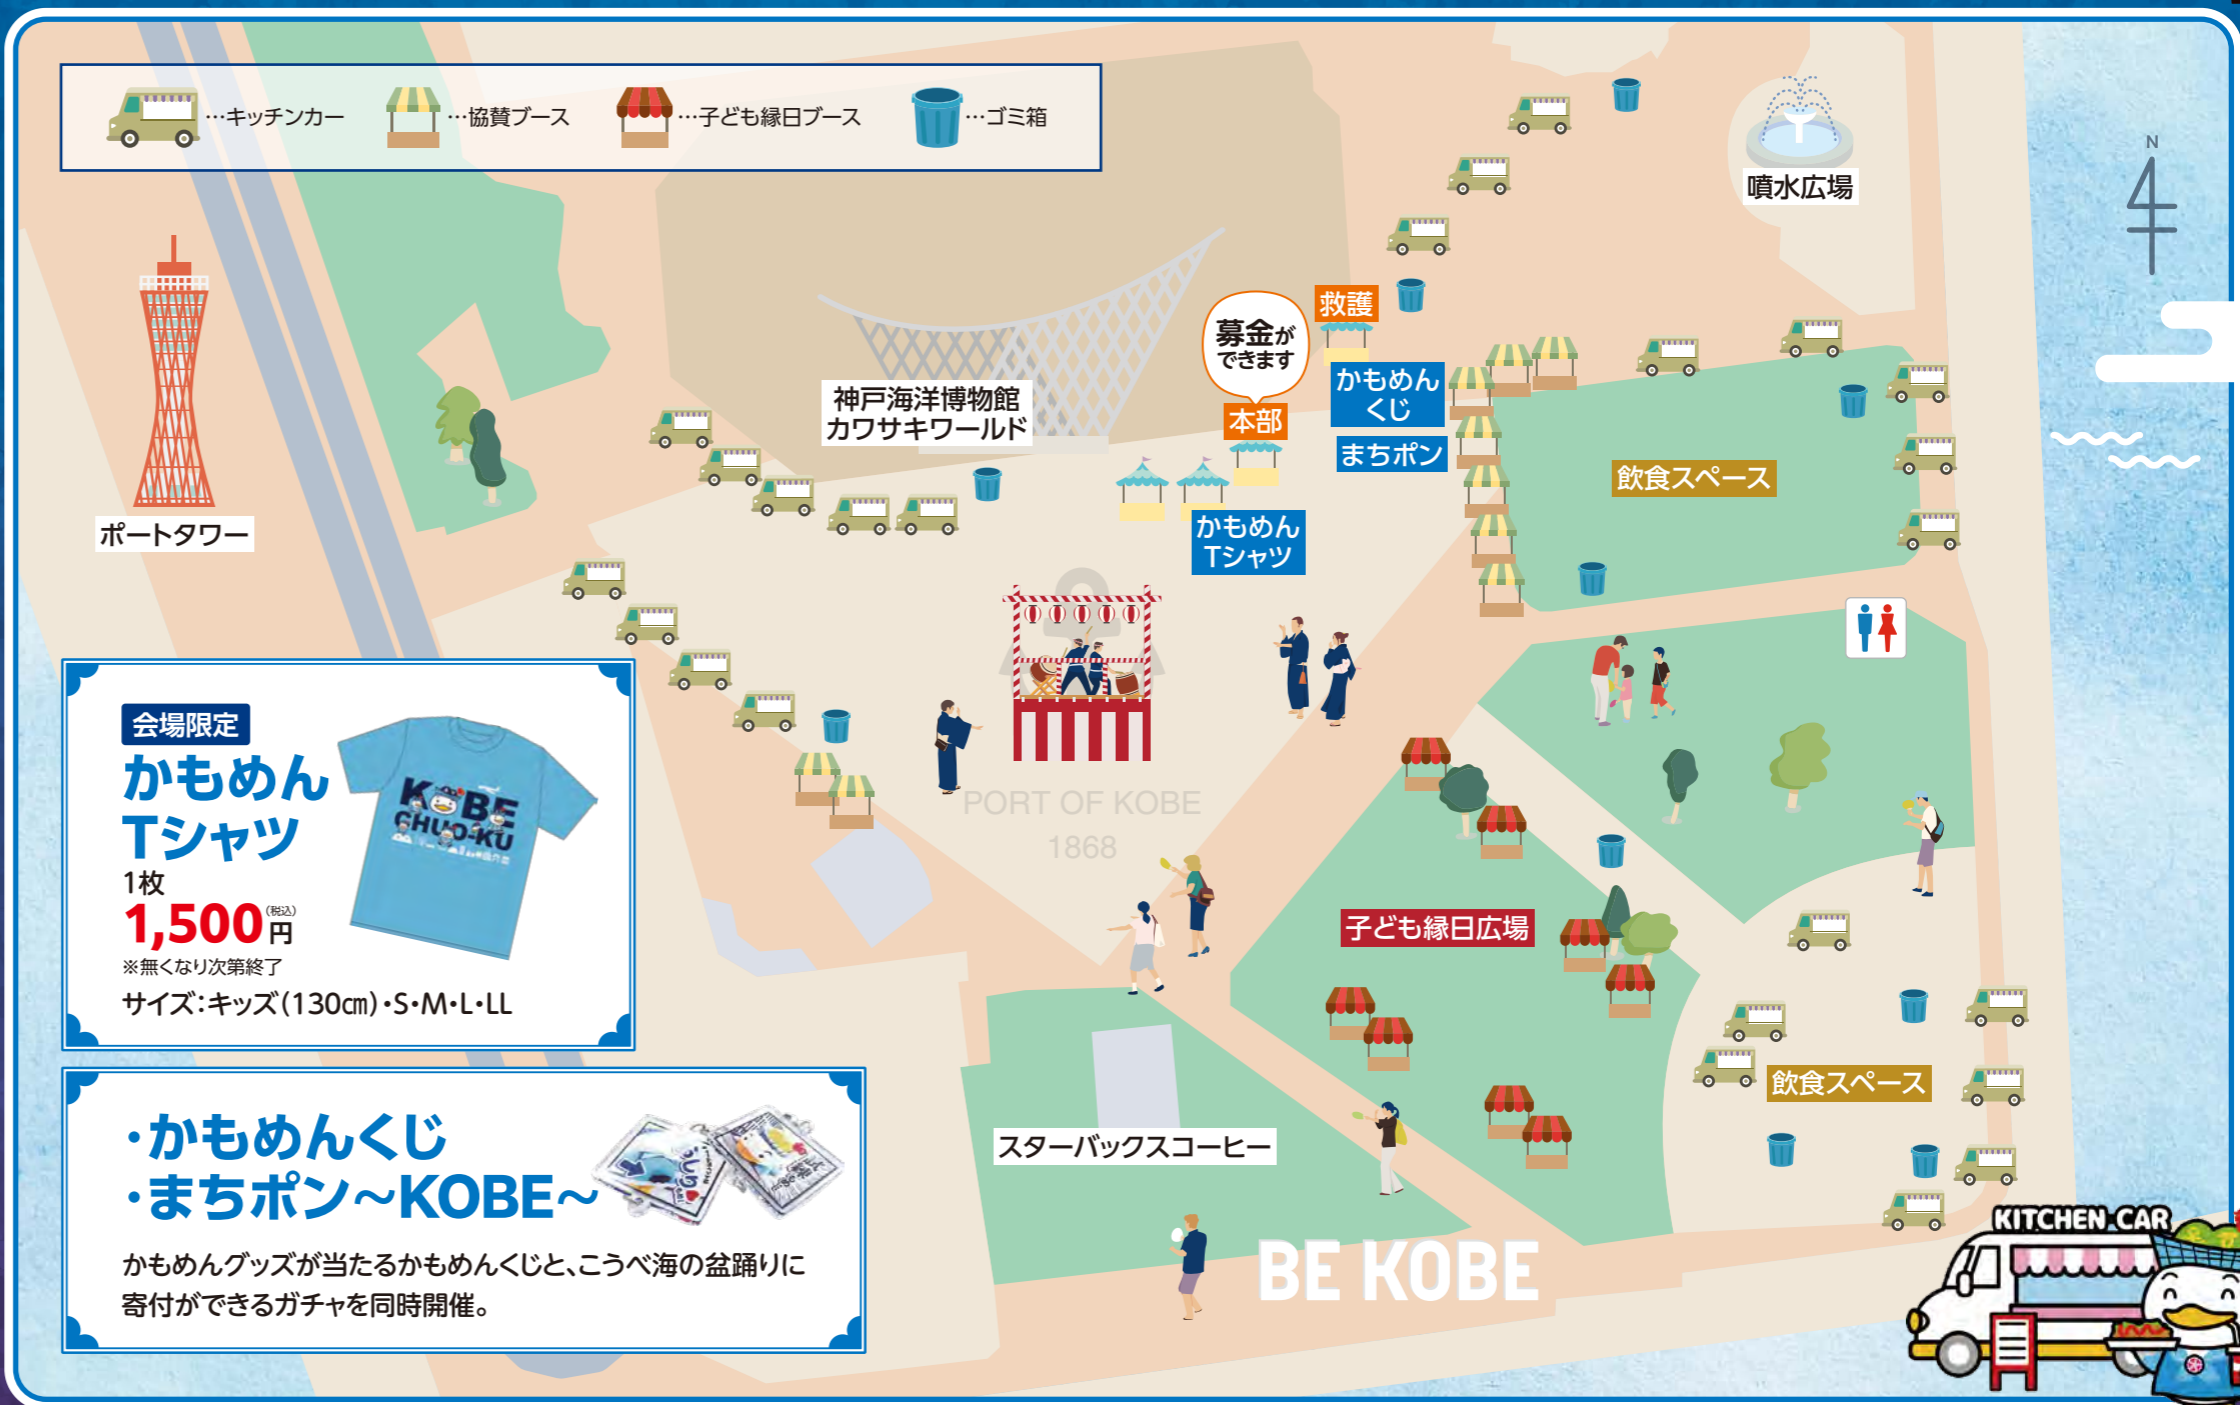 …キッチンカー
…協賛ブース
…子ども縁日ブース
…ゴミ箱
噴水広場
N
ポートタワー
神戸海洋博物館
カワサキワールド
募金が
できます
救護
本部
かもめん
くじ
まちポン
かもめん
Tシャツ
飲食スペース
PORT OF KOBE
1868
会場限定
かもめん
Tシャツ
1枚
1,500円(税込)
※無くなり次第終了
サイズ:キッズ(130㎝)・S・M・L・LL
KOBE
CHUO-KU
子ども縁日広場
飲食スペース
スターバックスコーヒー
BE KOBE
・かもめんくじ
・まちポン〜KOBE〜
かもめんグッズが当たるかもめんくじと、こうべ海の盆踊りに
寄付ができるガチャを同時開催。
KITCHEN CAR